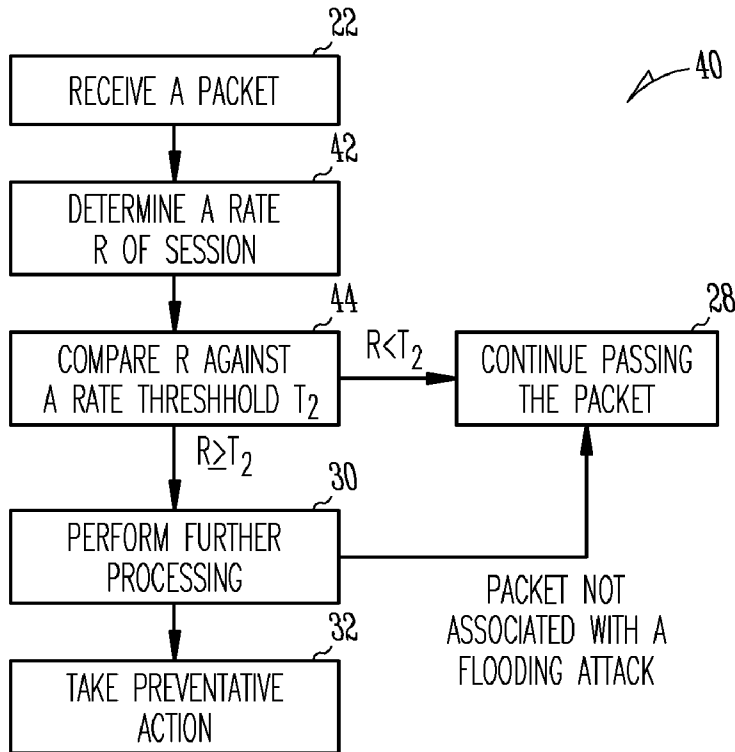 22
RECEIVE A PACKET
40
42
DETERMINE A RATE
R OF SESSION
44
COMPARE R AGAINST
A RATE THRESHHOLD T2
R<T2
28
CONTINUE PASSING
THE PACKET
R≥T2
30
PERFORM FURTHER
PROCESSING
PACKET NOT
ASSOCIATED WITH A
FLOODING ATTACK
32
TAKE PREVENTATIVE
ACTION